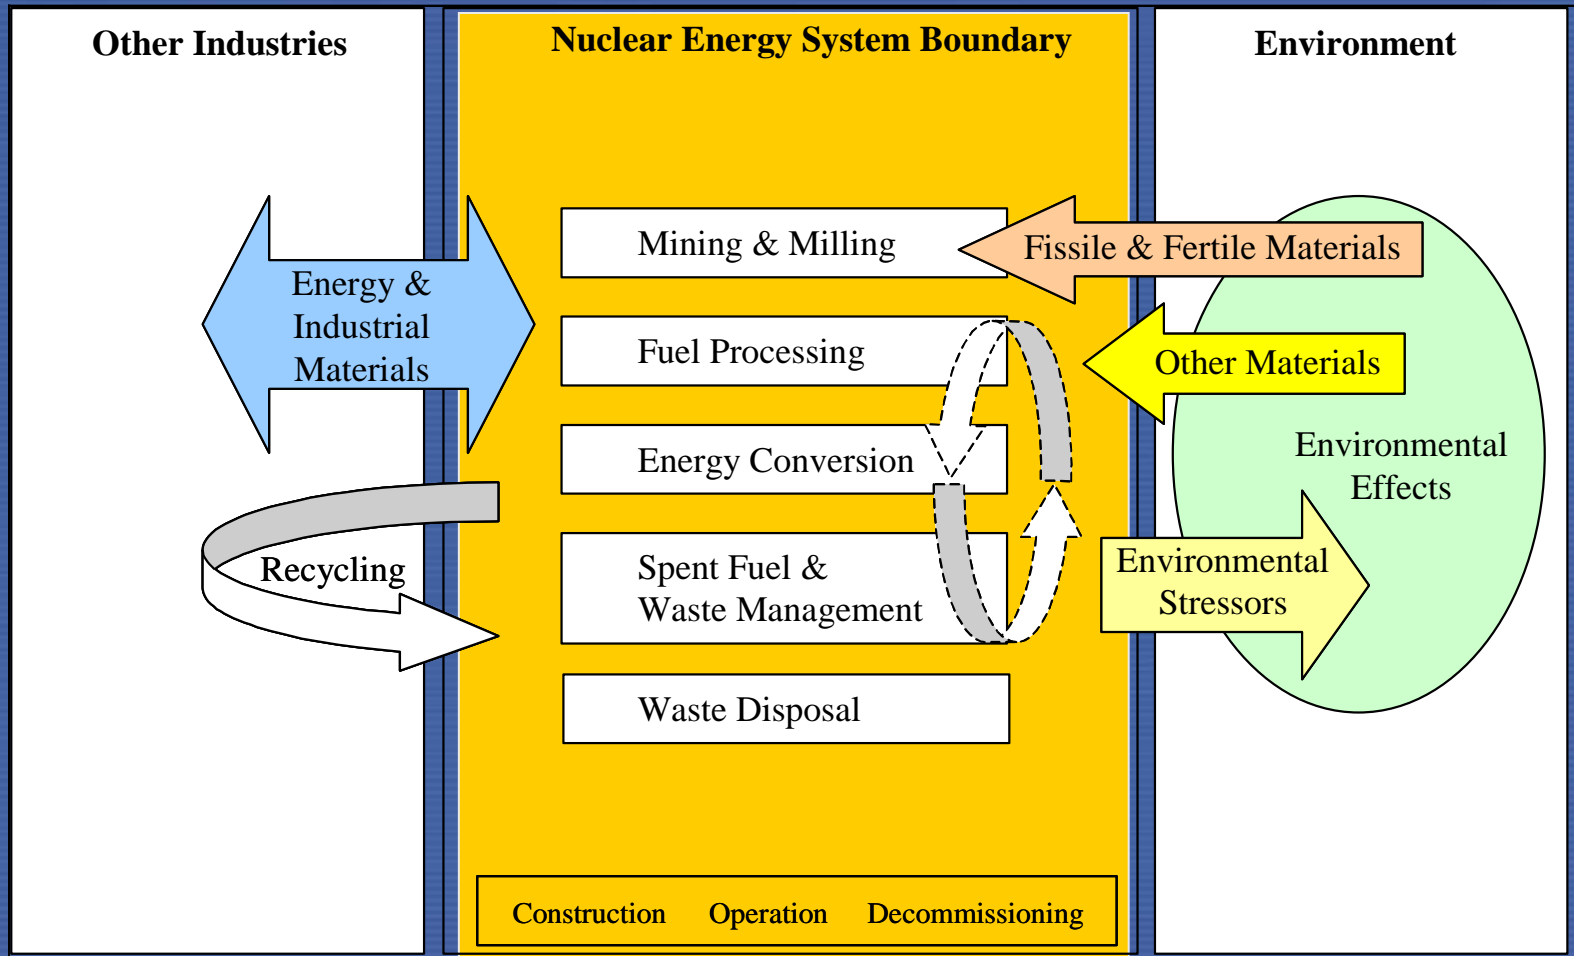 Other Industries
Nuclear Energy System Boundary
Environment
Mining & Milling
Fissile & Fertile Materials
Energy &
Industrial
Materials
Fuel Processing
Other Materials
Energy Conversion
Environmental
Effects
Recycling
Spent Fuel &
Waste Management
Environmental
Stressors
Waste Disposal
Construction Operation Decommissioning